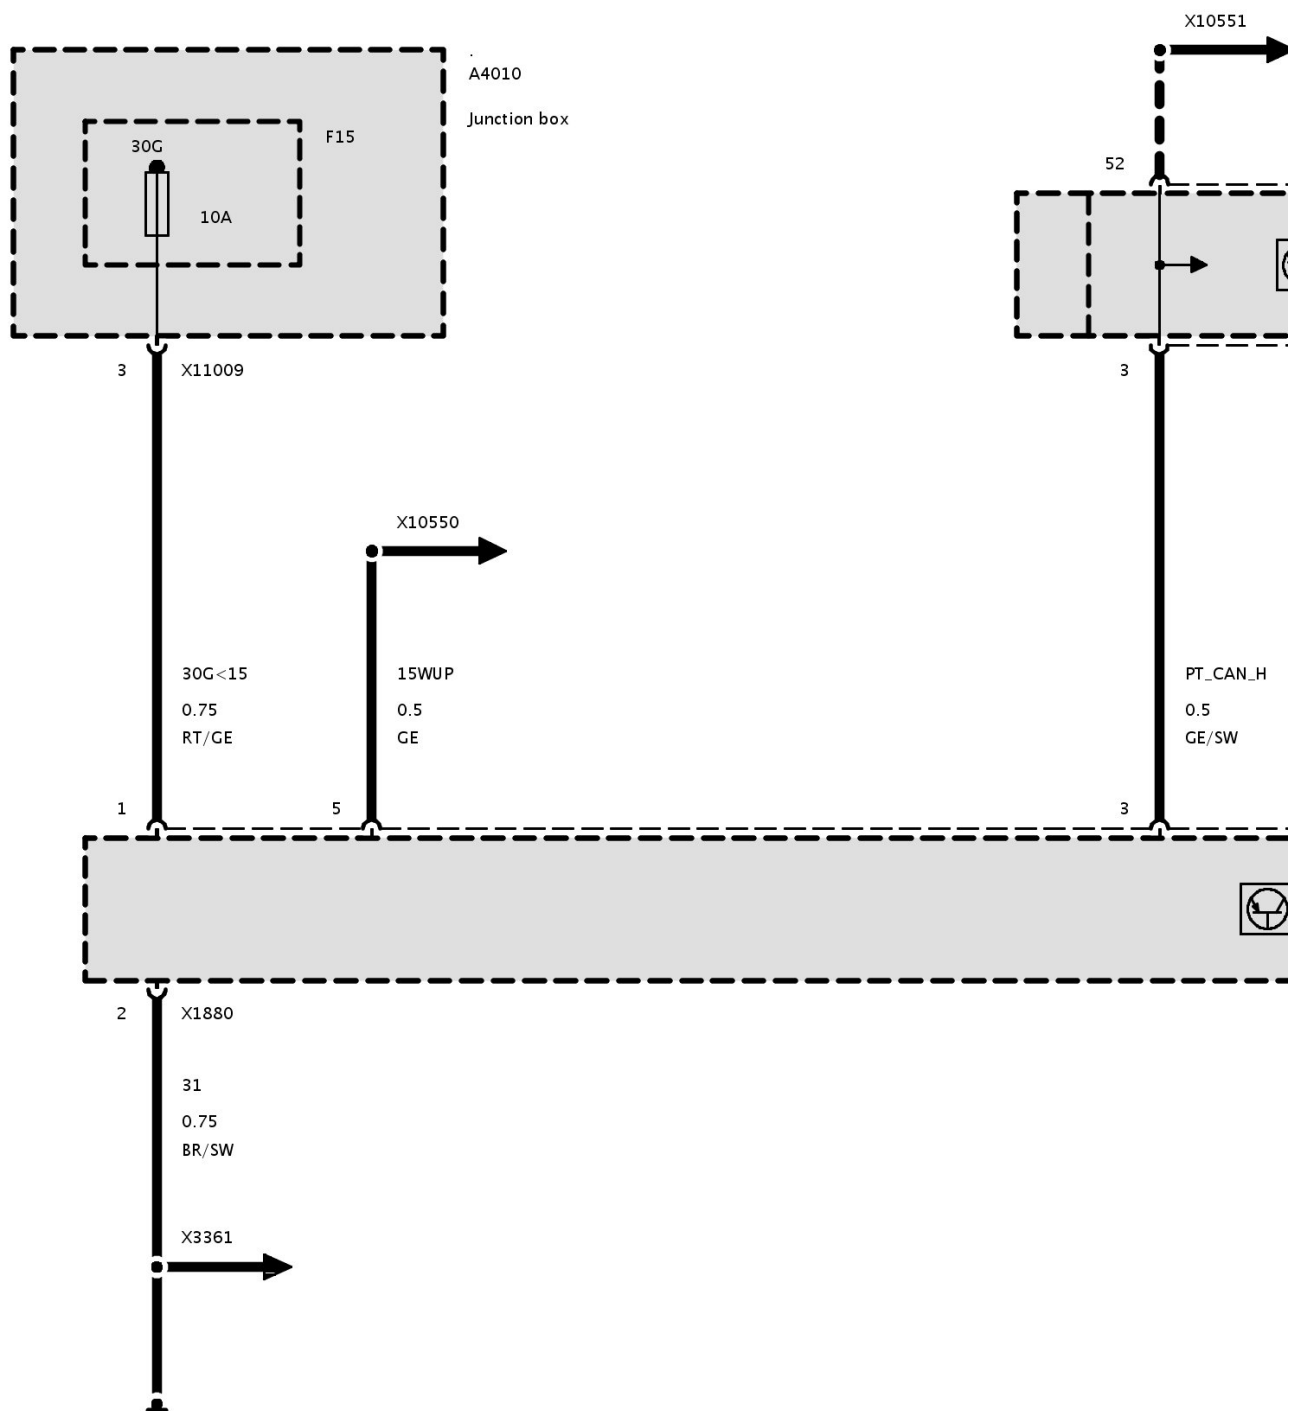 X10551
.
A4010
Junction box
F15
30G
10A
52
3
X11009
3
X10550
30G<15
0.75
RT/GE
15WUP
0.5
GE
PT_CAN_H
0.5
GE/SW
1
5
3
2
X1880
31
0.75
BR/SW
X3361